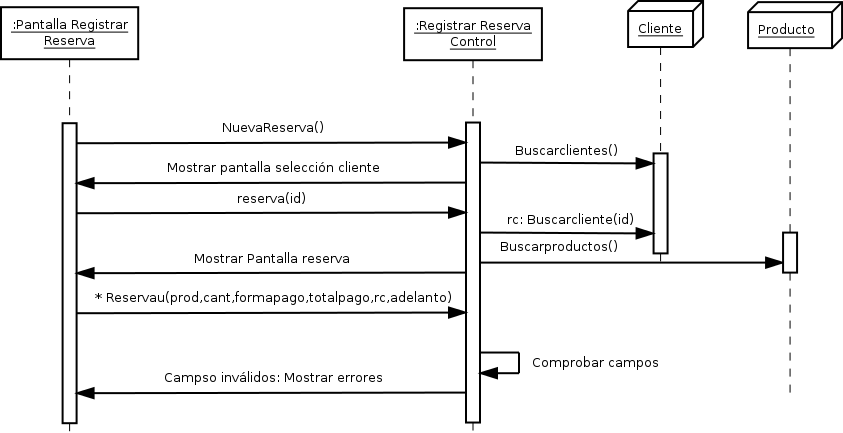 :Pantalla Registrar
Reserva
:Registrar Reserva
Control
Cliente
Producto
NuevaReserva()
Buscarclientes()
Mostrar pantalla selección cliente
reserva(id)
rc: Buscarcliente(id)
Buscarproductos()
Mostrar Pantalla reserva
* Reservau(prod,cant,formapago,totalpago,rc,adelanto)
Comprobar campos
Campso inválidos: Mostrar errores